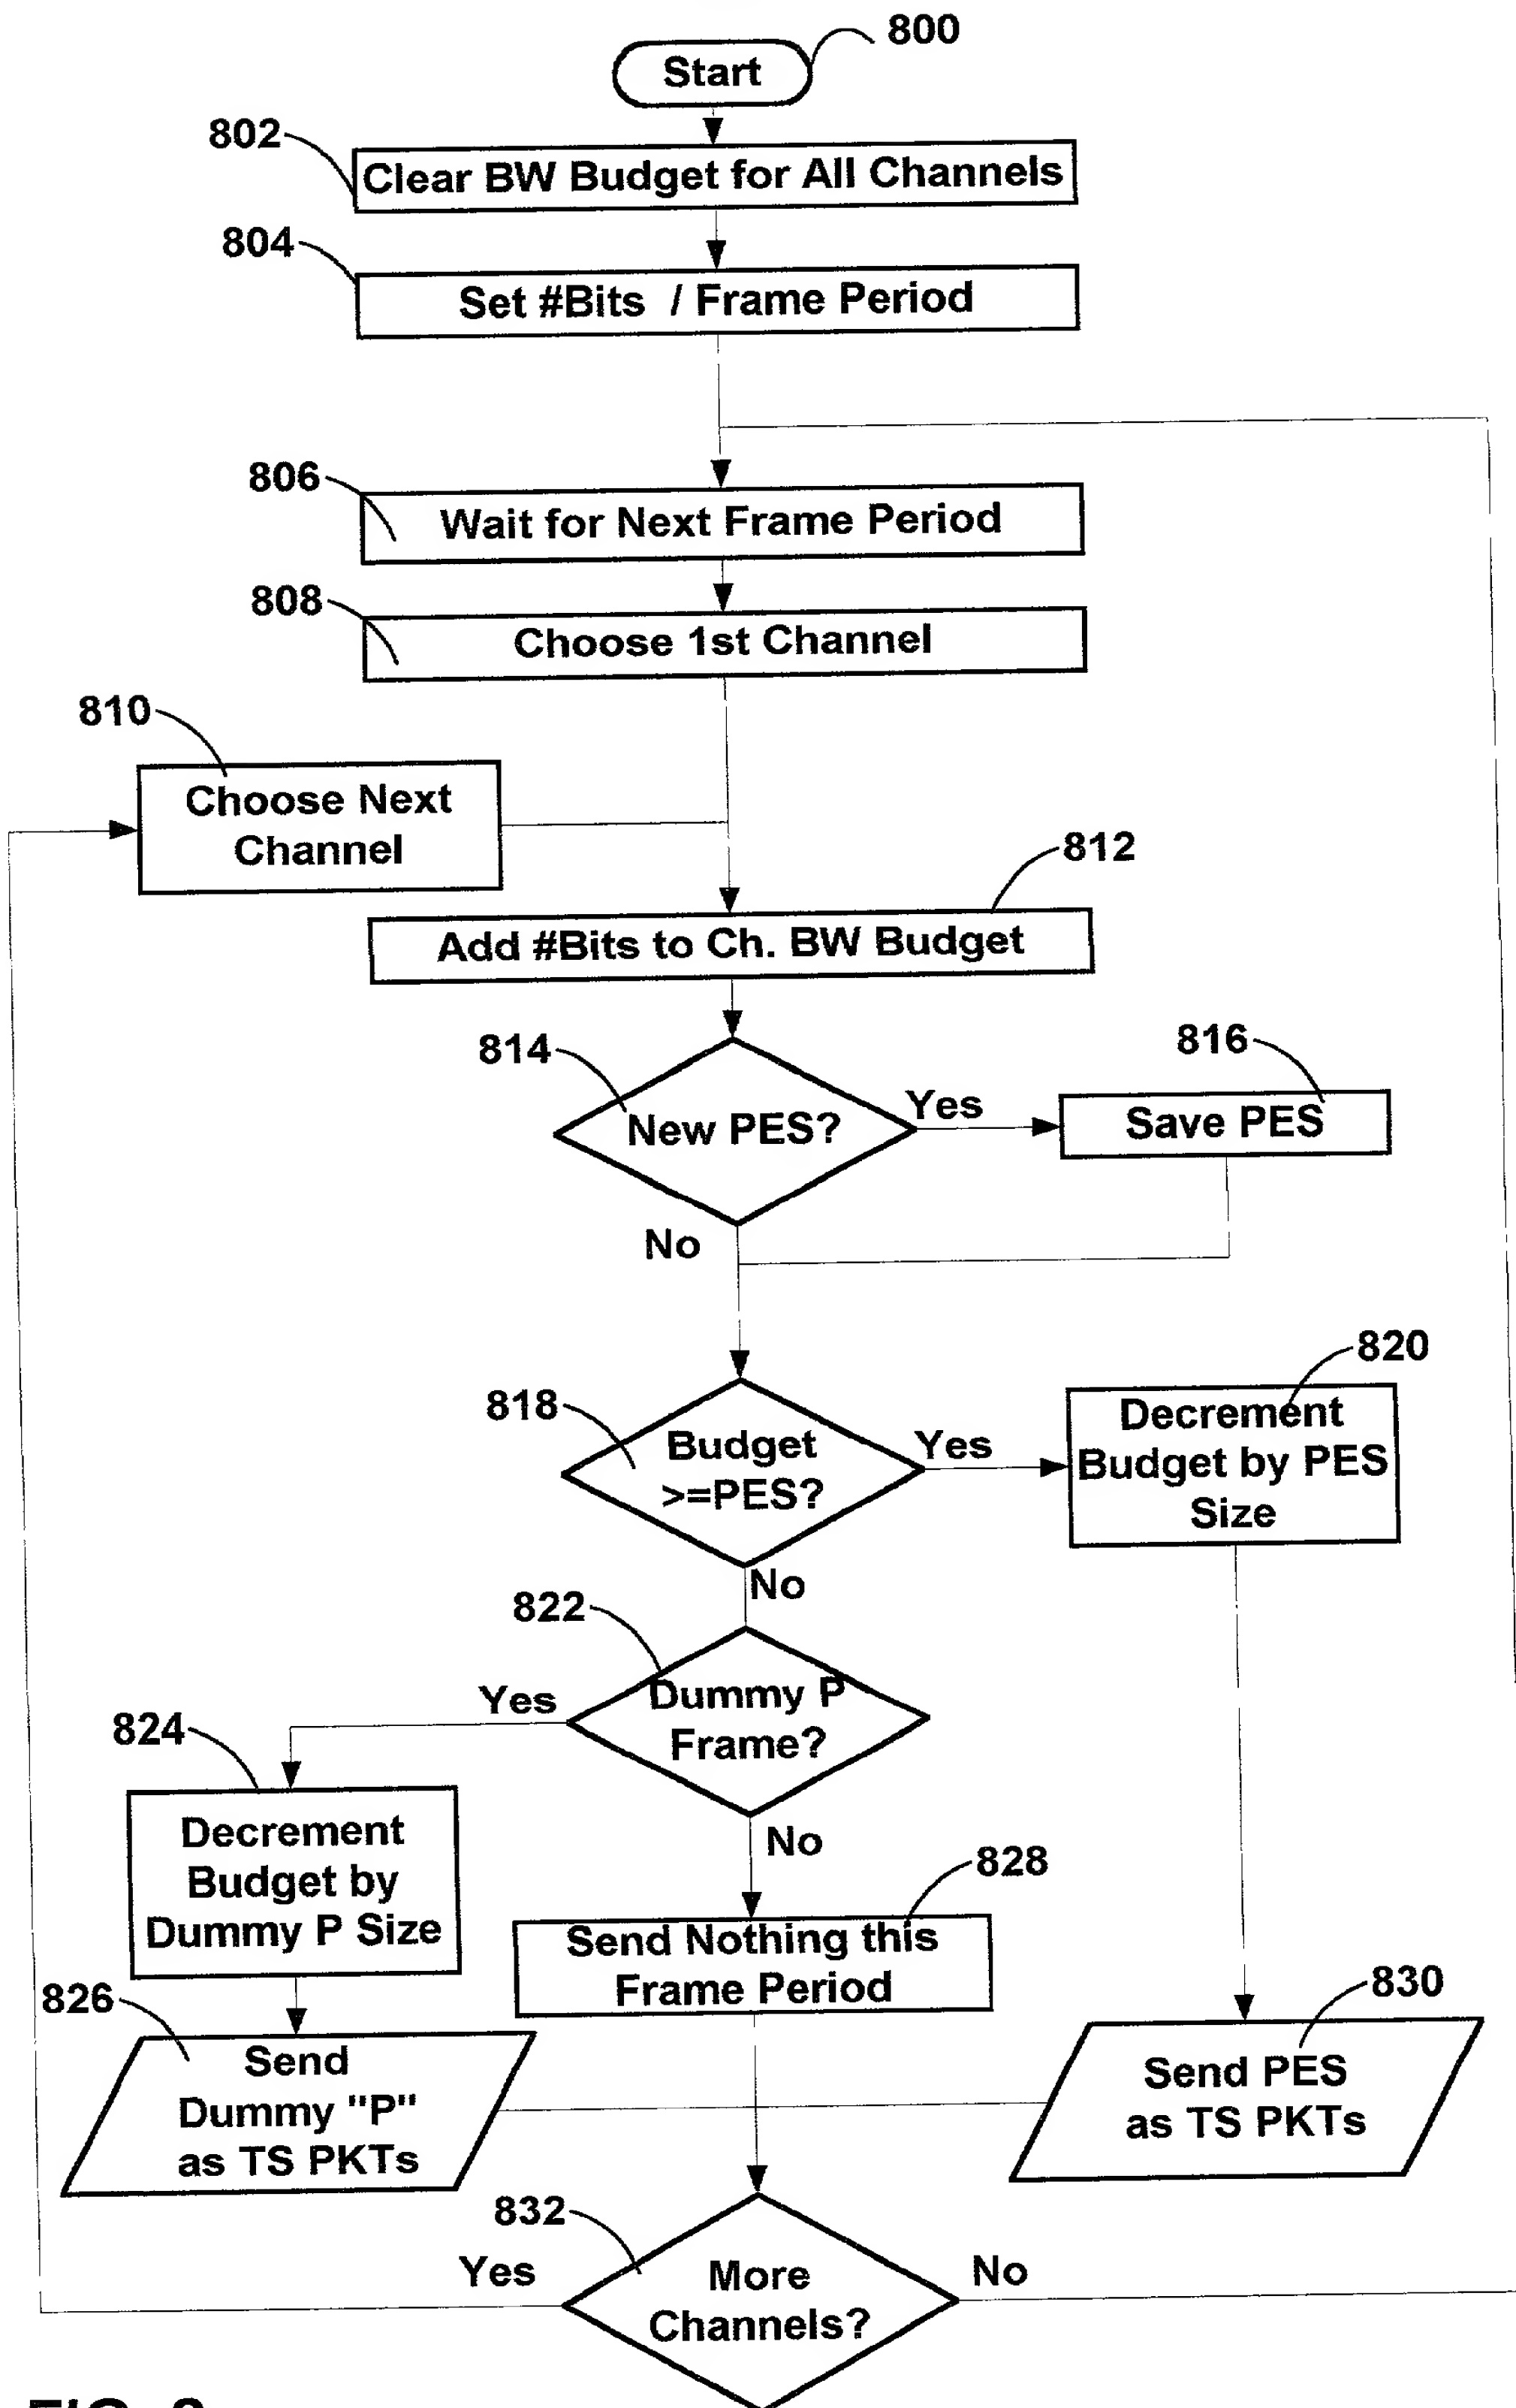 800
Start
802
Clear BW Budget for All Channels
804
Set #Bits / Frame Period
806
Wait for Next Frame Period
808
Choose 1st Channel
810
Choose Next
Channel
812
Add #Bits to Ch. BW Budget
814
New PES?
Yes
816
Save PES
No
818
Budget
>=PES?
Yes
820
Decrement
Budget by PES
Size
No
822
Dummy P
Frame?
Yes
824
Decrement
Budget by
Dummy P Size
No
828
Send Nothing this
Frame Period
826
Send
Dummy "P"
as TS PKTs
830
Send PES
as TS PKTs
832
More
Channels?
Yes
No